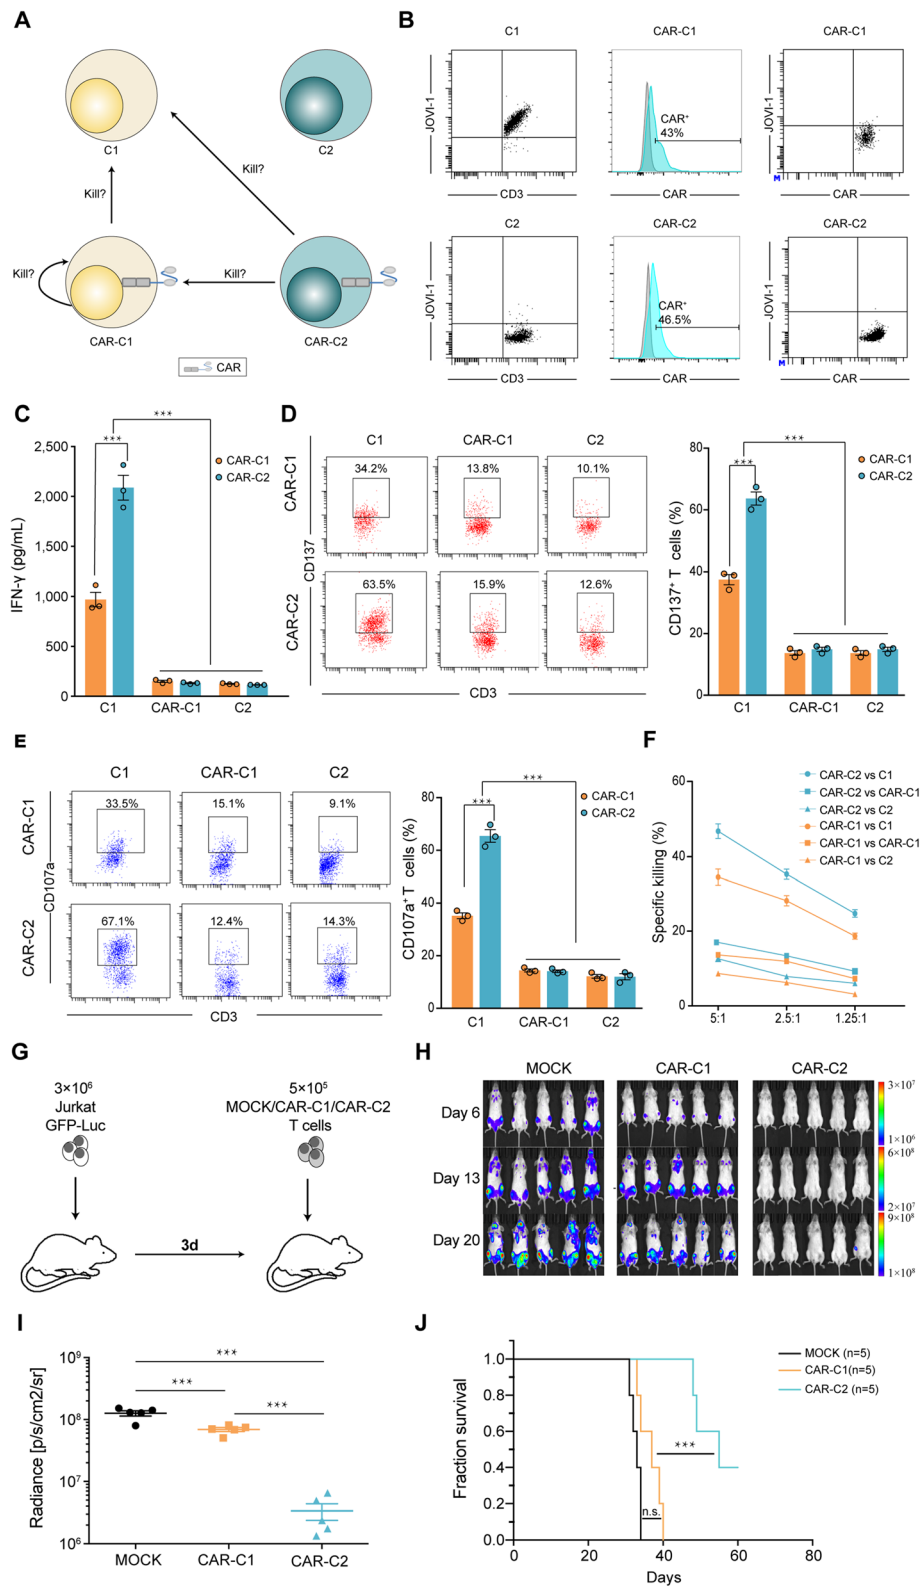 A
C1
C2
Kill?
Kill?
Kill?
Kill?
CAR-C1
CAR-C2
CAR
B
C1
CAR-C1
CAR-C1
JOVI-1
CAR⁺
43%
JOVI-1
M
CD3
CAR
CAR
C2
CAR-C2
CAR-C2
JOVI-1
CAR⁺
46.5%
JOVI-1
M
CD3
CAR
CAR
C
***
***
CAR-C1
CAR-C2
IFN-γ (pg/mL)
2,500
2,000
1,500
1,000
500
0
C1
CAR-C1
C2
D
C1
CAR-C1
C2
CAR-C1
34.2%
13.8%
10.1%
CD137
CAR-C2
63.5%
15.9%
12.6%
CD3
***
***
CAR-C1
CAR-C2
CD137⁺ T cells (%)
80
60
40
20
0
C1
CAR-C1
C2
E
C1
CAR-C1
C2
CAR-C1
33.5%
15.1%
9.1%
CD107a
CAR-C2
67.1%
12.4%
14.3%
CD3
***
***
CAR-C1
CAR-C2
CD107a⁺T cells (%)
80
60
40
20
0
C1
CAR-C1
C2
F
CAR-C2 vs C1
CAR-C2 vs CAR-C1
CAR-C2 vs C2
CAR-C1 vs C1
CAR-C1 vs CAR-C1
CAR-C1 vs C2
Specific killing (%)
60
40
20
0
5:1
2.5:1
1.25:1
G
3×10⁶
Jurkat
GFP-Luc
5×10⁵
MOCK/CAR-C1/CAR-C2
T cells
3d
H
MOCK
CAR-C1
CAR-C2
Day 6
3×10⁷
1×10⁶
Day 13
6×10⁸
2×10⁷
Day 20
9×10⁸
1×10⁸
I
***
***
***
Radiance [p/s/cm2/sr]
10⁹
10⁸
10⁷
10⁶
MOCK
CAR-C1
CAR-C2
J
MOCK (n=5)
CAR-C1(n=5)
CAR-C2 (n=5)
Fraction survival
1.0
0.8
0.6
0.4
0.2
0.0
***
n.s.
0
20
40
60
80
Days